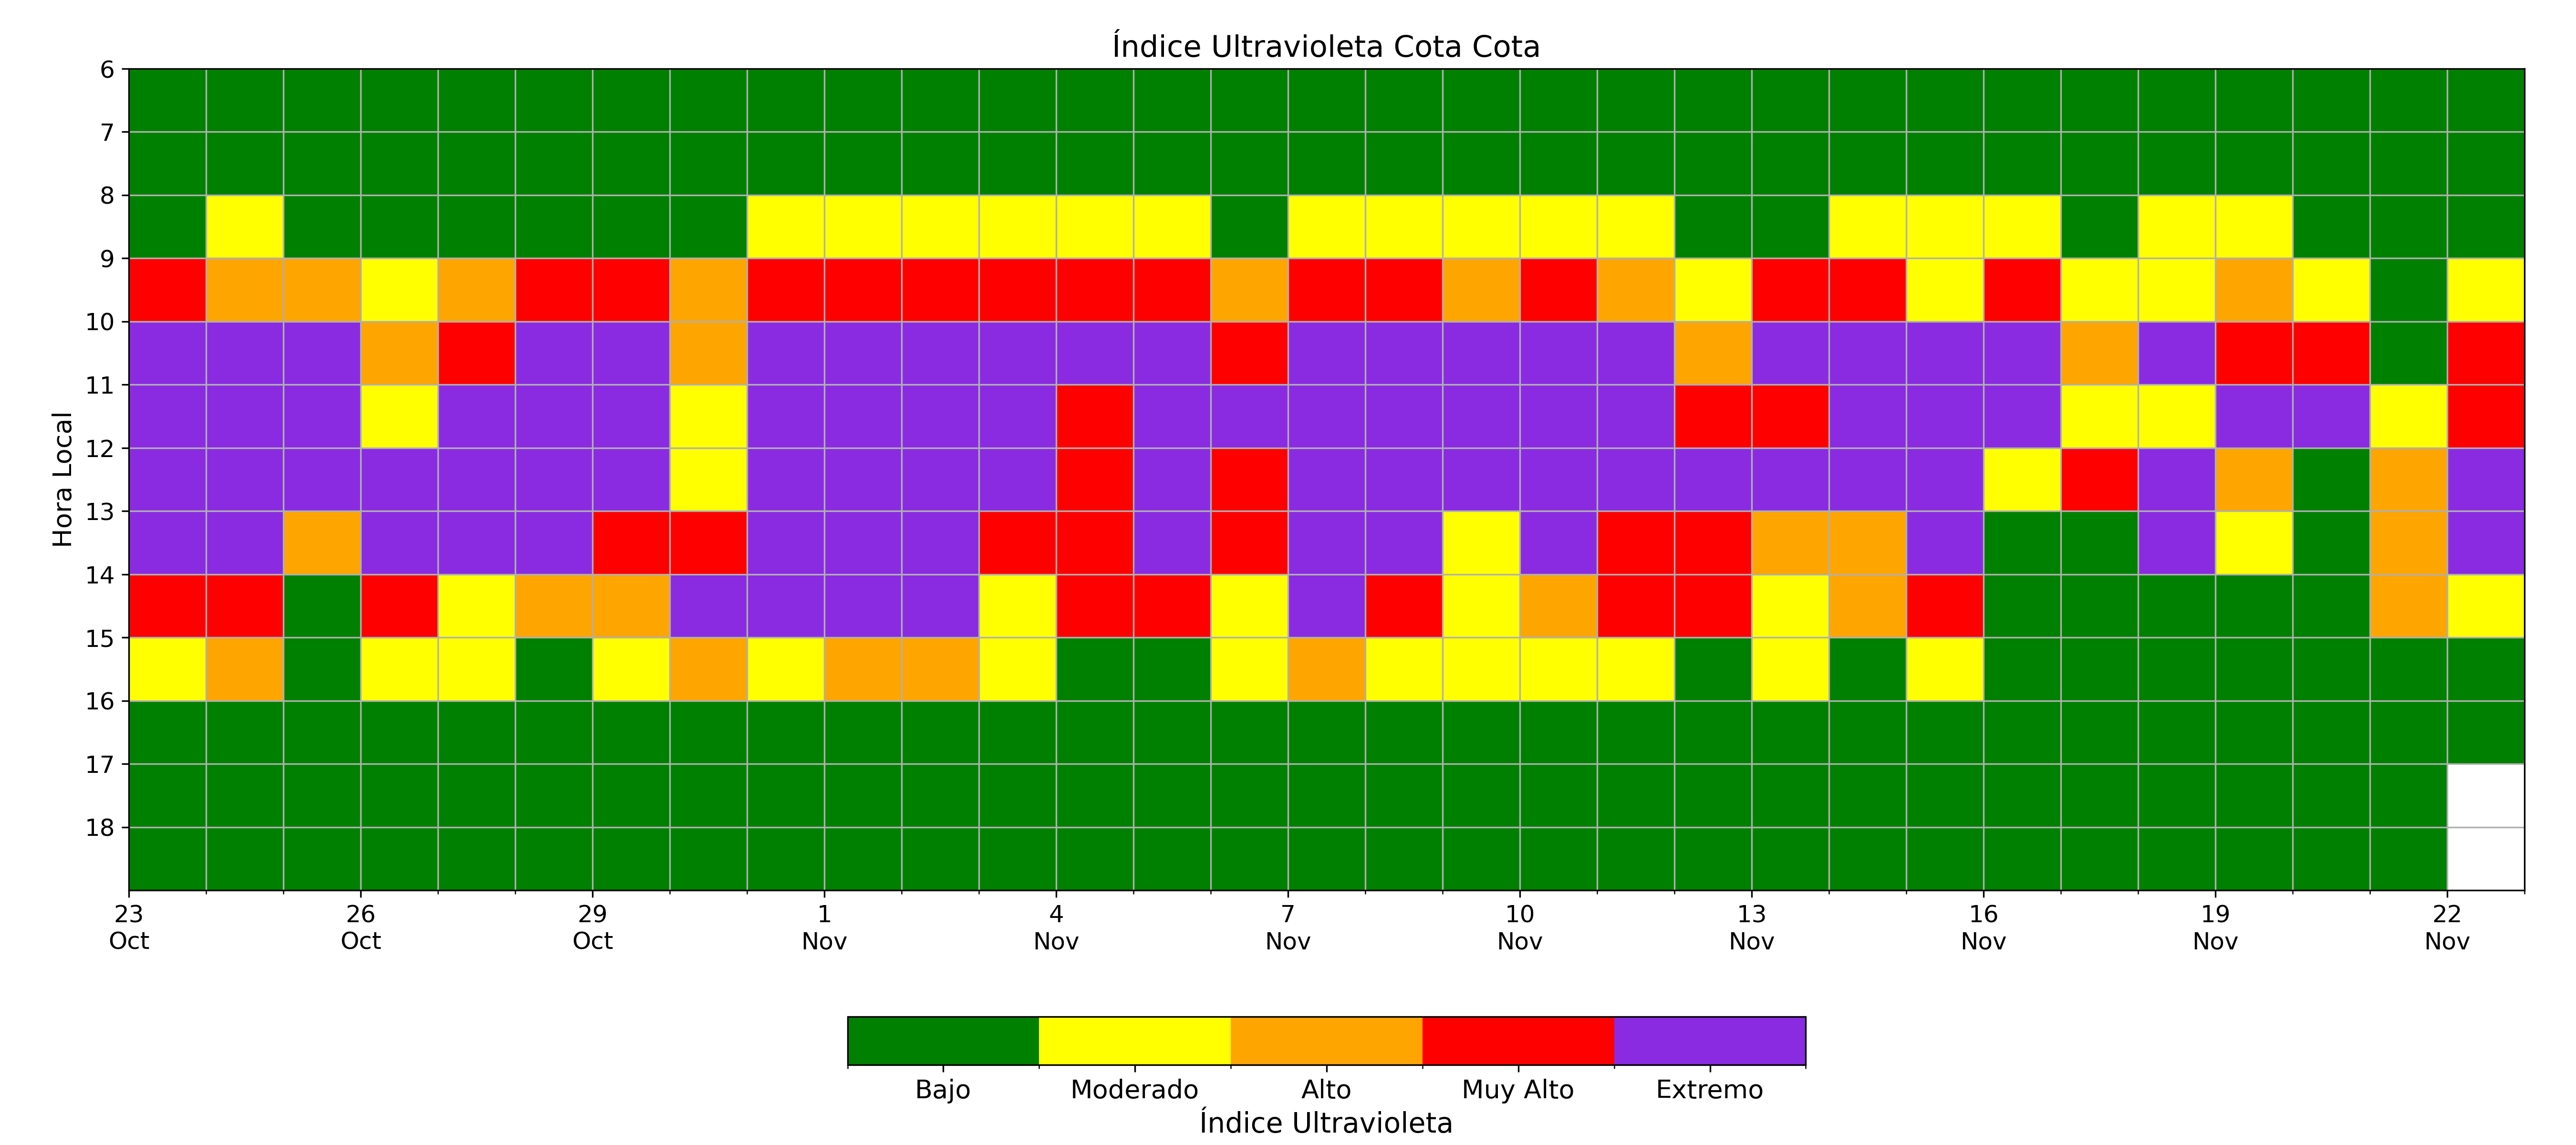 Índice Ultravioleta Cota Cota
Hora Local
6
7
8
9
10
11
12
13
14
15
16
17
18
23 26 29 1 4 7 10 13 16 19 22
Oct Oct Oct Nov Nov Nov Nov Nov Nov Nov Nov
Bajo Moderado Alto Muy Alto Extremo
Índice Ultravioleta